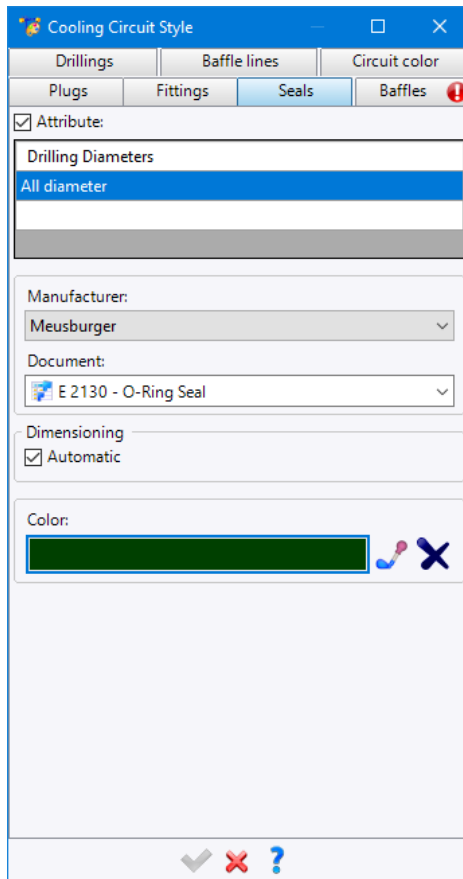 Cooling Circuit Style
Drillings Baffle lines Circuit color
Plugs Fittings Seals Baffles
Attribute:
Drilling Diameters
All diameter
Manufacturer:
Meusburger
Document:
E 2130 - O-Ring Seal
Dimensioning
Automatic
Color: